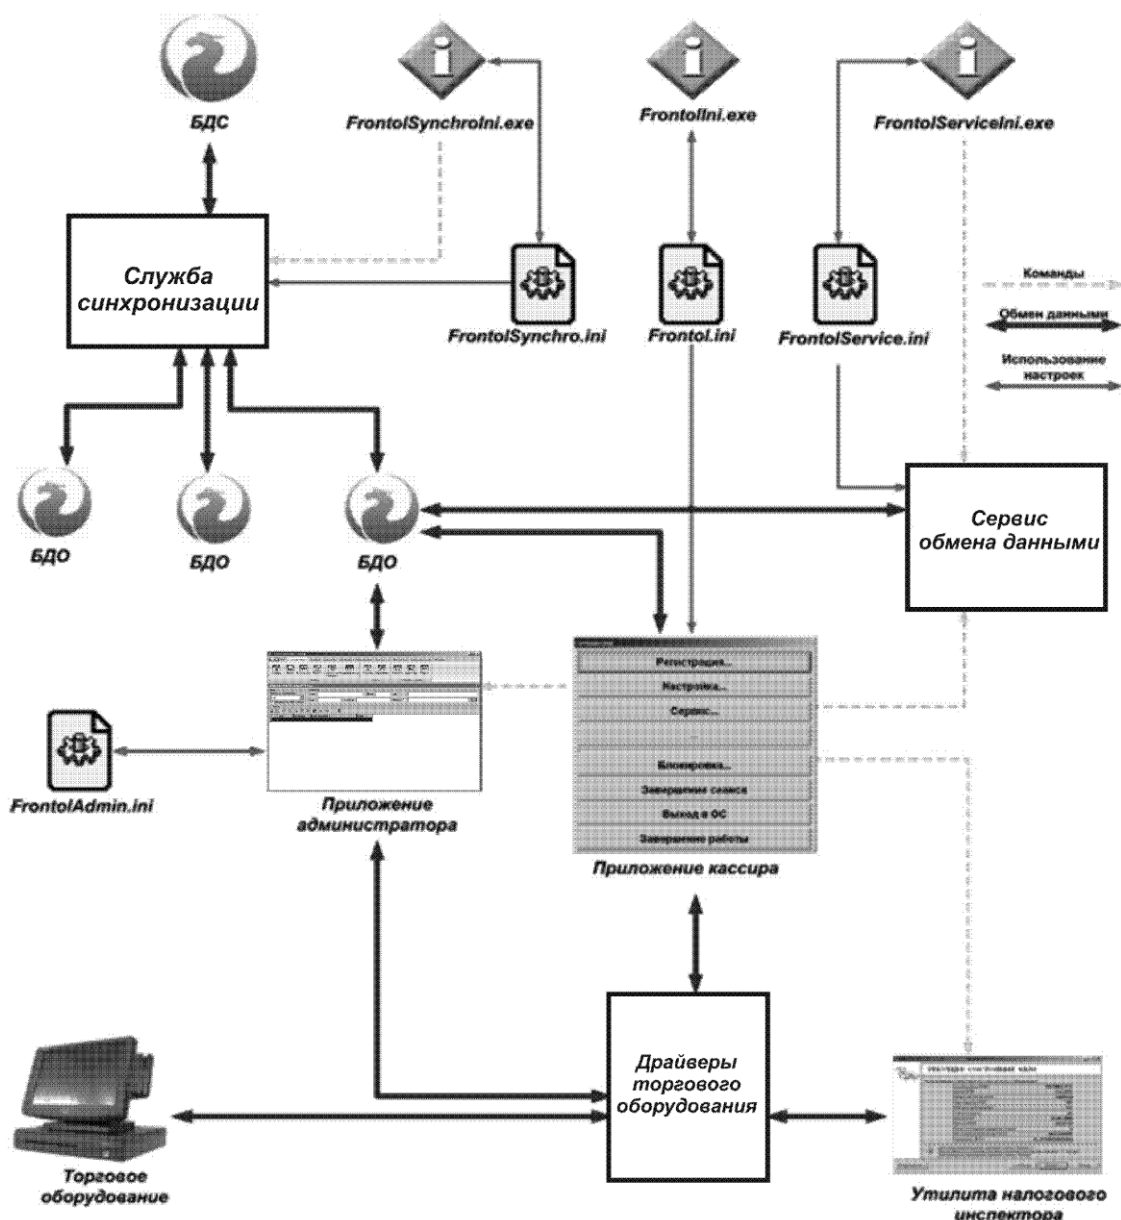 БДС
FrontolSynchroIni.exe
FrontolIni.exe
FrontolServiceIni.exe
Служба
синхронизации
FrontolSynchro.ini
Frontol.ini
FrontolService.ini
Команды
Обмен данными
Использование
настроек
БДО
БДО
БДО
Сервис
обмена данными
FrontolAdmin.ini
Приложение
администратора
Регистрация...
Настройка...
Сервис...
...
Блокировка...
Завершение сеанса
Выход в ОС
Завершение работы
Приложение кассира
Драйверы
торгового
оборудования
Торговое
оборудование
Утилита налогового
инспектора